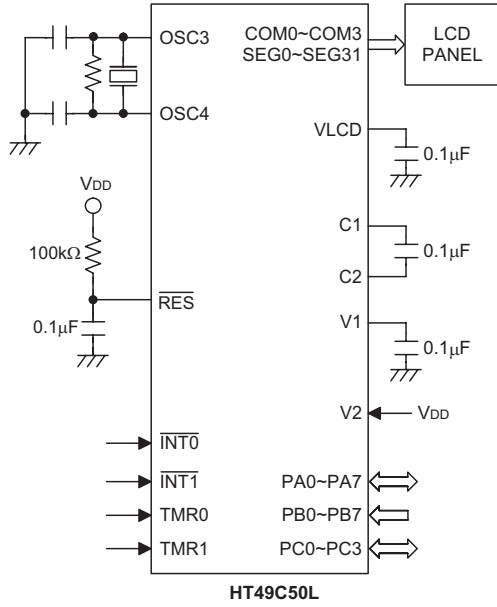 OSC3
COM0~COM3
SEG0~SEG31
LCD
PANEL
OSC4
VLCD
0.1μF
VDD
100kΩ
C1
0.1μF
C2
RES
0.1μF
V1
0.1μF
V2
VDD
INT0
INT1
PA0~PA7
TMR0
PB0~PB7
TMR1
PC0~PC3
HT49C50L